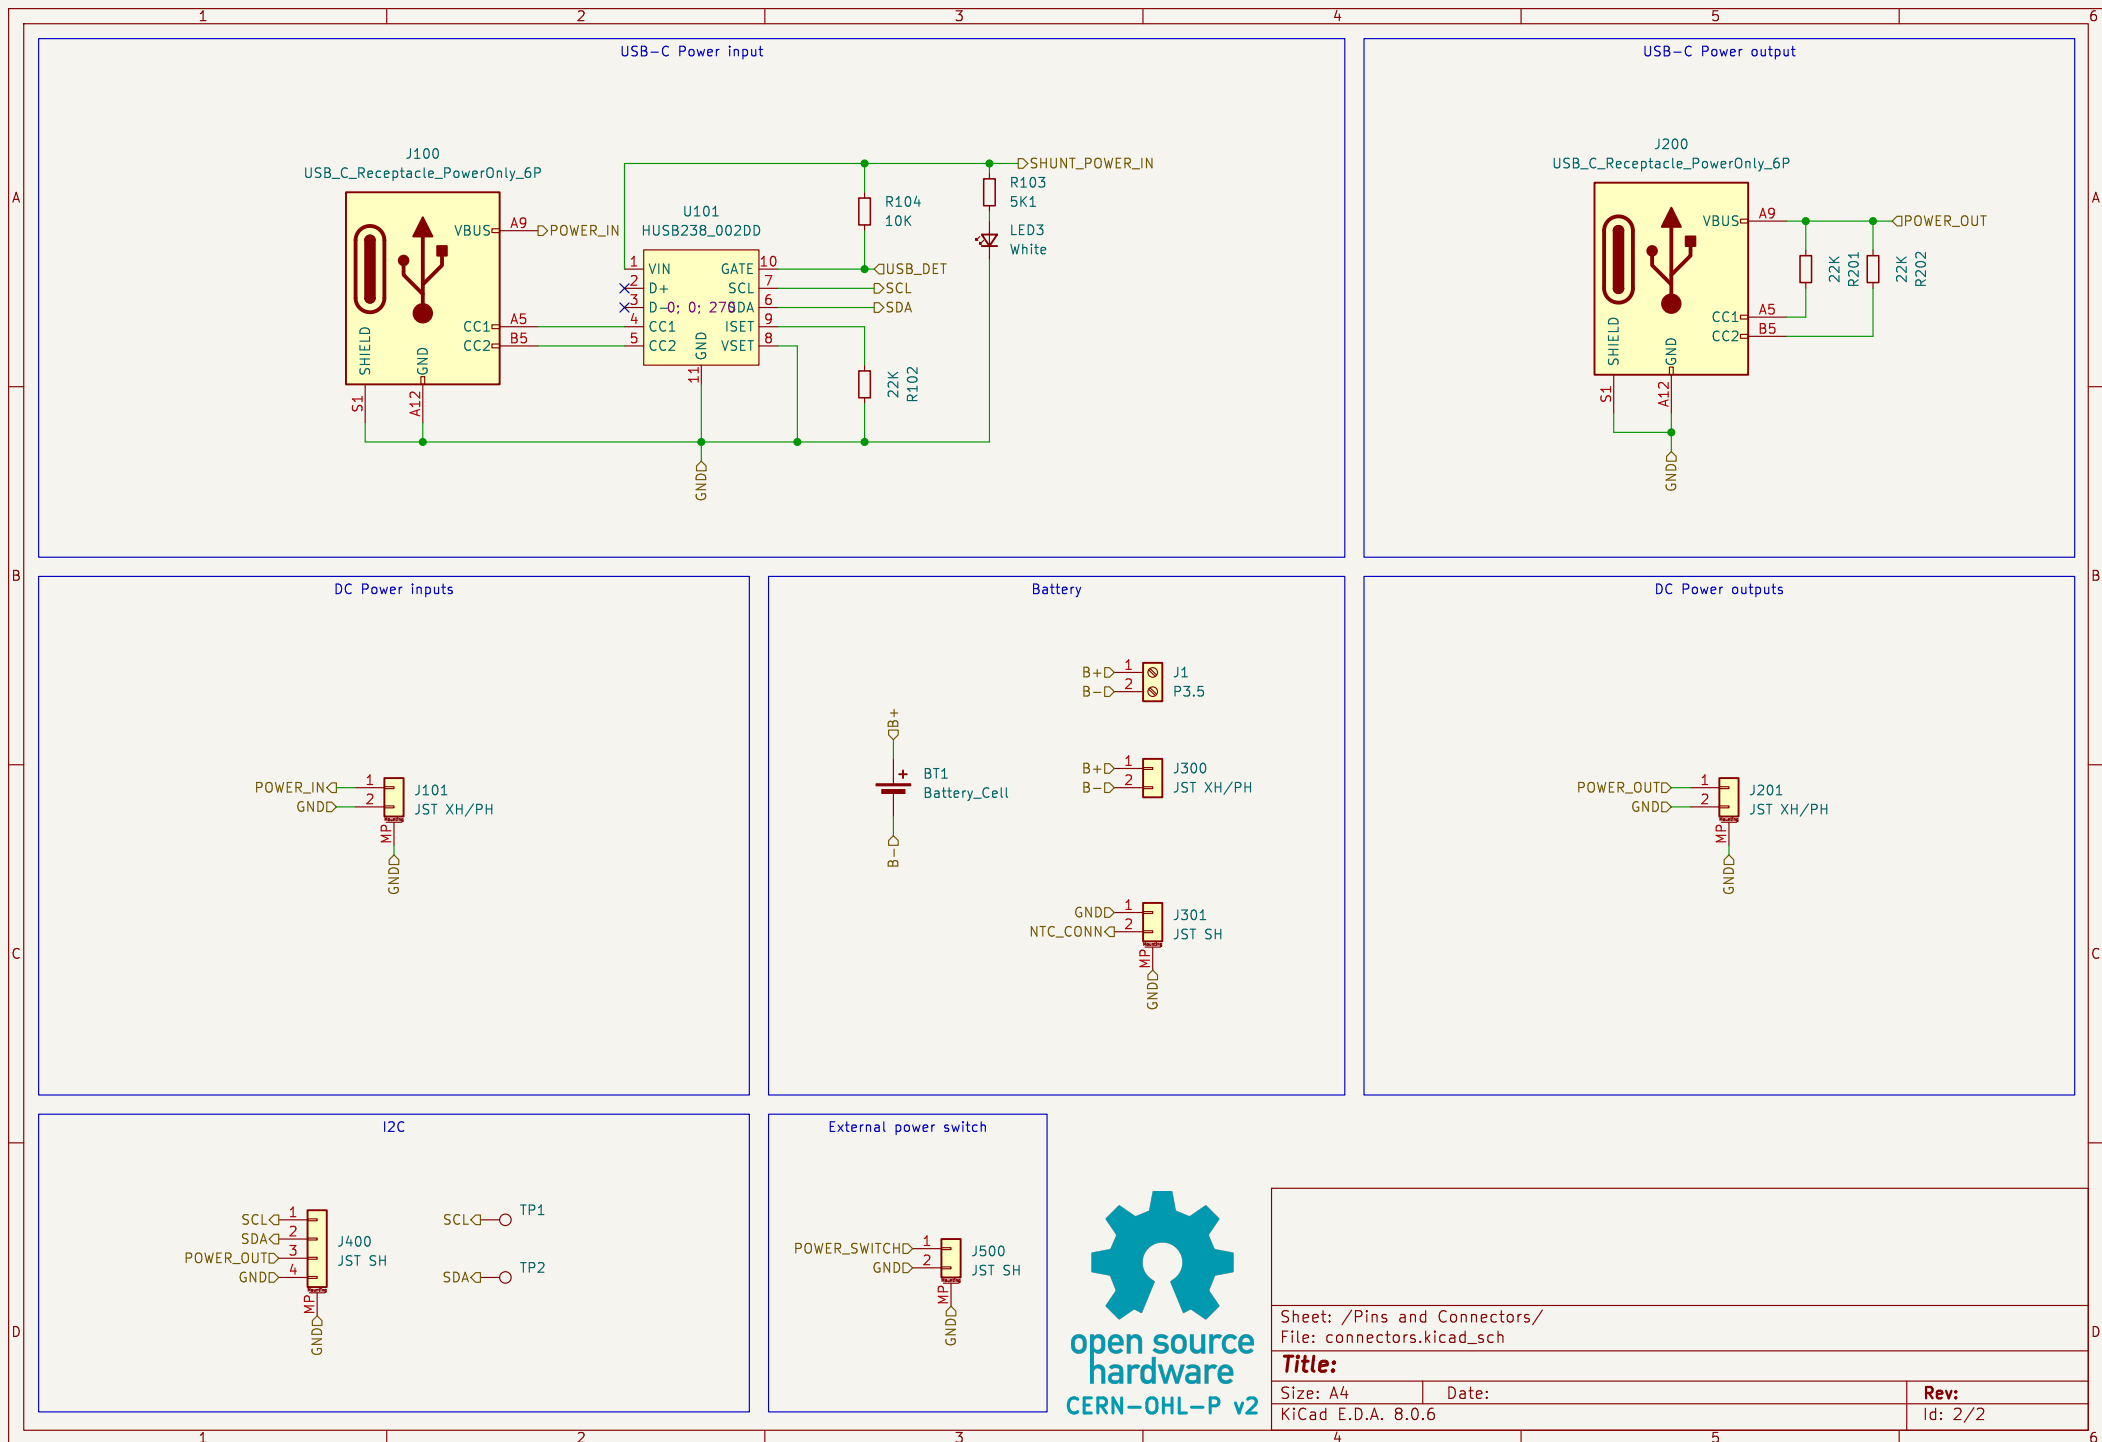 1 2 3 4 5 6
USB-C Power input
J100
USB_C_Receptacle_PowerOnly_6P
VBUS
A9
POWER_IN
CC1
A5
CC2
B5
SHIELD
GND
S1
A12
U101
HUSB238_002DD
1
VIN
2
D+
3
D-
4
CC1
5
CC2
0; 0; 270
GATE
10
SCL
7
SDA
6
ISET
9
VSET
8
GND
11
GND
SHUNT_POWER_IN
R104
10K
R103
5K1
LED3
White
USB_DET
SCL
SDA
22K
R102
USB-C Power output
J200
USB_C_Receptacle_PowerOnly_6P
VBUS
A9
POWER_OUT
22K
R201
22K
R202
CC1
A5
CC2
B5
SHIELD
GND
S1
A12
GND
A
A
B
B
DC Power inputs
POWER_IN
1
GND
2
J101
JST XH/PH
MP
GND
Battery
B+
BT1
Battery_Cell
B-
B+
1
B-
2
J1
P3.5
B+
1
B-
2
J300
JST XH/PH
GND
1
NTC_CONN
2
J301
JST SH
MP
GND
DC Power outputs
POWER_OUT
1
GND
2
J201
JST XH/PH
MP
GND
C
C
I2C
SCL
1
SDA
2
POWER_OUT
3
GND
4
J400
JST SH
MP
GND
SCL
TP1
SDA
TP2
External power switch
POWER_SWITCH
1
GND
2
J500
JST SH
MP
GND
open source
hardware
CERN-OHL-P v2
D
D
Sheet: /Pins and Connectors/
File: connectors.kicad_sch
Title:
Size: A4
Date:
Rev:
KiCad E.D.A. 8.0.6
Id: 2/2
1 2 3 4 5 6